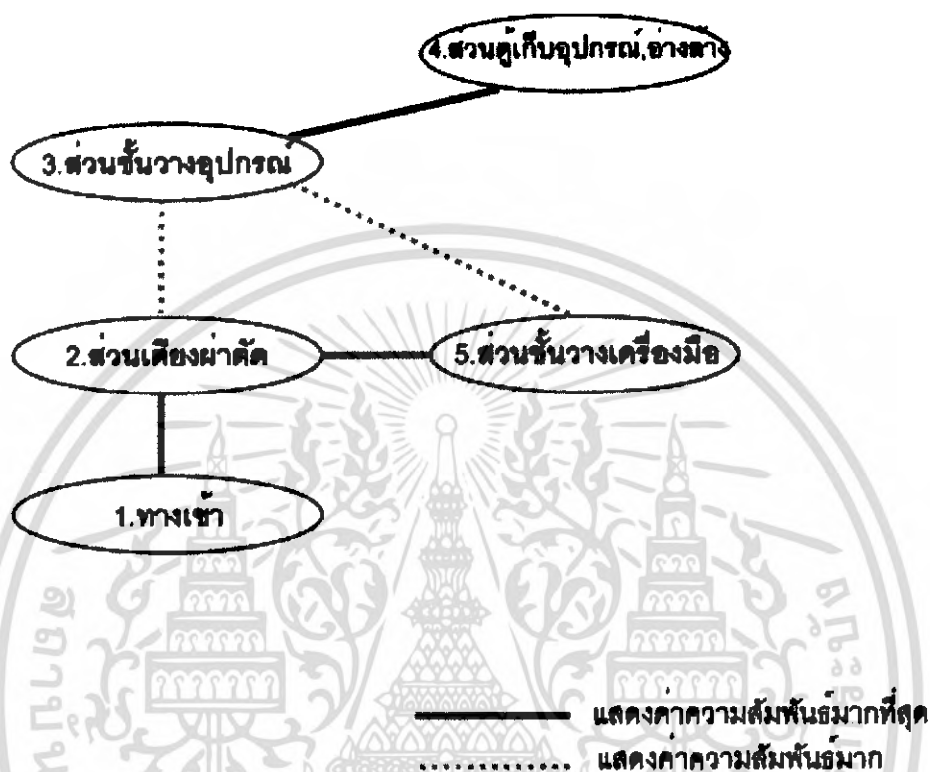 4.ส่วนตู้เก็บอุปกรณ์,อ่างล้าง
3.ส่วนชั้นวางอุปกรณ
2.ส่วนเตียงผ่าตัด
5.ส่วนชั้นวางเครื่องมือ
1.ทางเข้า
แสดงค่าความสัมพันธ์มากที่สุด
แสดงค่าความสัมพันธ์มาก